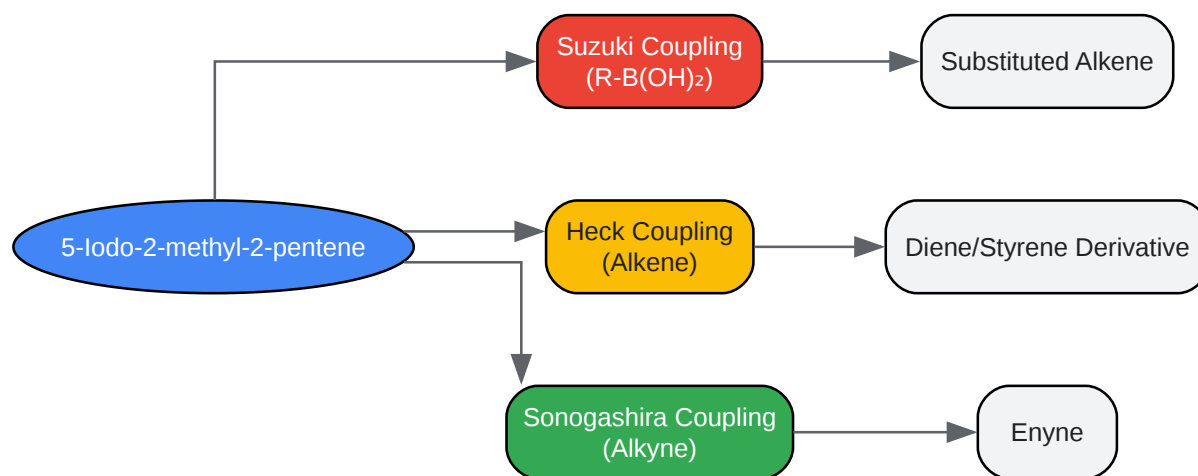 Suzuki Coupling
(R-B(OH)₂)
Substituted Alkene
5-Iodo-2-methyl-2-pentene
Heck Coupling
(Alkene)
Diene/Styrene Derivative
Sonogashira Coupling
(Alkyne)
Enyne